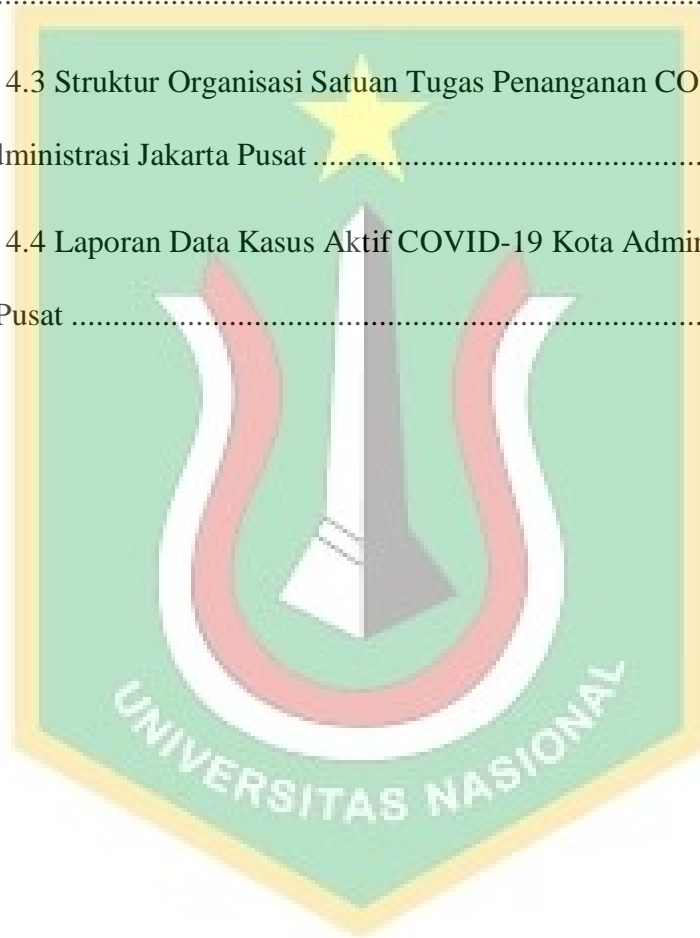 ................................................................................
4.3 Struktur Organisasi Satuan Tugas Penanganan CO
dministrasi Jakarta Pusat ................................................
4.4 Laporan Data Kasus Aktif COVID-19 Kota Admin
Pusat ................................................................................
UNIVERSITAS NASIONAL